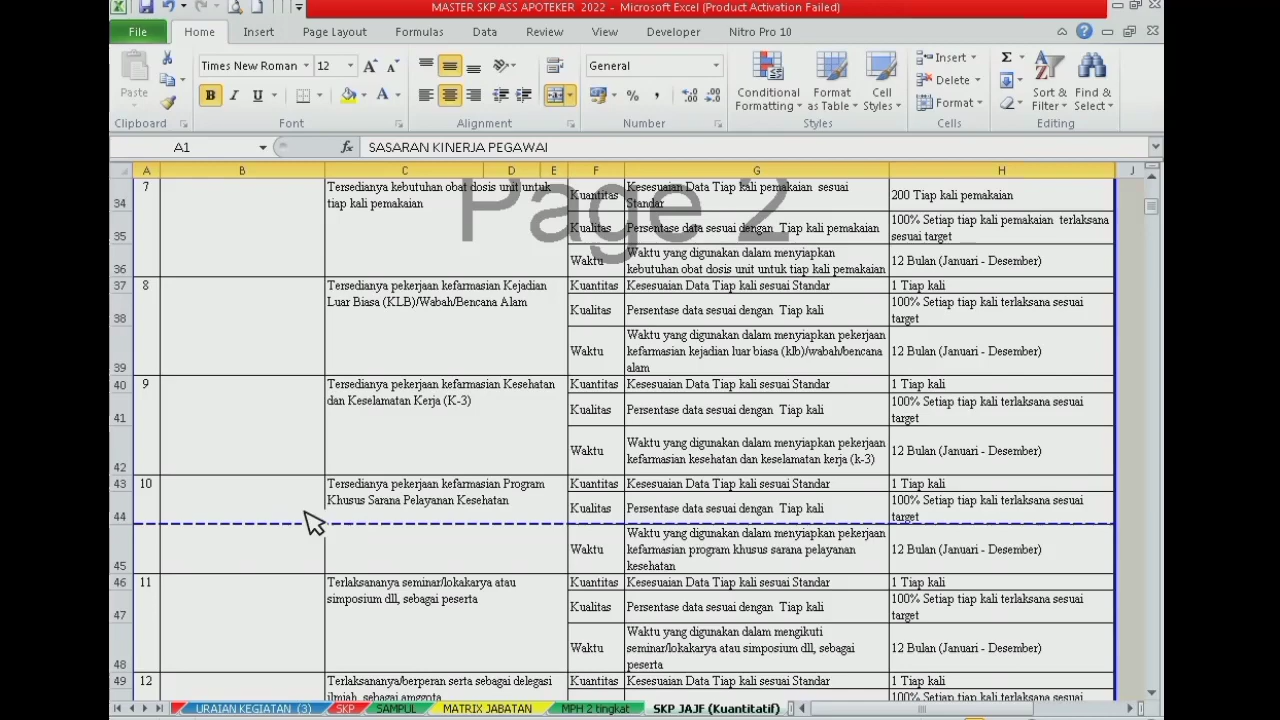 MASTER SKP ASS APOTEKER 2022 - Microsoft Excel (Product Activation Failed)
File Home Insert Page Layout Formulas Data Review View Developer Nitro Pro 10
Times New Roman 12 General
Paste B I U Conditional Formatting Format as Table Cell Styles Insert Delete Format Sort & Filter Find & Select
Clipboard Font Alignment Number Styles Cells Editing
A1 fx SASARAN KINERJA PEGAWAI
A B C D E F G H J
Page 2
34 7 Tersedianya kebutuhan obat dosis unit untuk tiap kali pemakaian Kuantitas Kesesuaian Data Tiap kali pemakaian sesuai Standar 200 Tiap kali pemakaian
35 Kualitas Persentase data sesuai dengan Tiap kali pemakaian 100% Setiap tiap kali pemakaian terlaksana sesuai target
36 Waktu Waktu yang digunakan dalam menyiapkan kebutuhan obat dosis unit untuk tiap kali pemakaian 12 Bulan (Januari - Desember)
37 8 Tersedianya pekerjaan kefarmasian Kejadian Luar Biasa (KLB)/Wabah/Bencana Alam Kuantitas Kesesuaian Data Tiap kali sesuai Standar 1 Tiap kali
38 Kualitas Persentase data sesuai dengan Tiap kali 100% Setiap tiap kali terlaksana sesuai target
39 Waktu Waktu yang digunakan dalam menyiapkan pekerjaan kefarmasian kejadian luar biasa (klb)/wabah/bencana alam 12 Bulan (Januari - Desember)
40 9 Tersedianya pekerjaan kefarmasian Kesehatan dan Keselamatan Kerja (K-3) Kuantitas Kesesuaian Data Tiap kali sesuai Standar 1 Tiap kali
41 Kualitas Persentase data sesuai dengan Tiap kali 100% Setiap tiap kali terlaksana sesuai target
42 Waktu Waktu yang digunakan dalam menyiapkan pekerjaan kefarmasian kesehatan dan keselamatan kerja (k-3) 12 Bulan (Januari - Desember)
43 10 Tersedianya pekerjaan kefarmasian Program Khusus Sarana Pelayanan Kesehatan Kuantitas Kesesuaian Data Tiap kali sesuai Standar 1 Tiap kali
44 Kualitas Persentase data sesuai dengan Tiap kali 100% Setiap tiap kali terlaksana sesuai target
45 Waktu Waktu yang digunakan dalam menyiapkan pekerjaan kefarmasian program khusus sarana pelayanan kesehatan 12 Bulan (Januari - Desember)
46 11 Terlaksananya seminar/lokakarya atau simposium dll, sebagai peserta Kuantitas Kesesuaian Data Tiap kali sesuai Standar 1 Tiap kali
47 Kualitas Persentase data sesuai dengan Tiap kali 100% Setiap tiap kali terlaksana sesuai target
48 Waktu Waktu yang digunakan dalam mengikuti seminar/lokakarya atau simposium dll, sebagai peserta 12 Bulan (Januari - Desember)
49 12 Terlaksananya/berperan serta sebagai delegasi ilmiah, sebagai amggota Kuantitas Kesesuaian Data Tiap kali sesuai Standar 1 Tiap kali
100% Setiap tiap kali terlaksana sesuai
URAIAN KEGIATAN (3) SKP SAMPUL MATRIX JABATAN MPH 2 tingkat SKP JAJF (Kuantitatif)